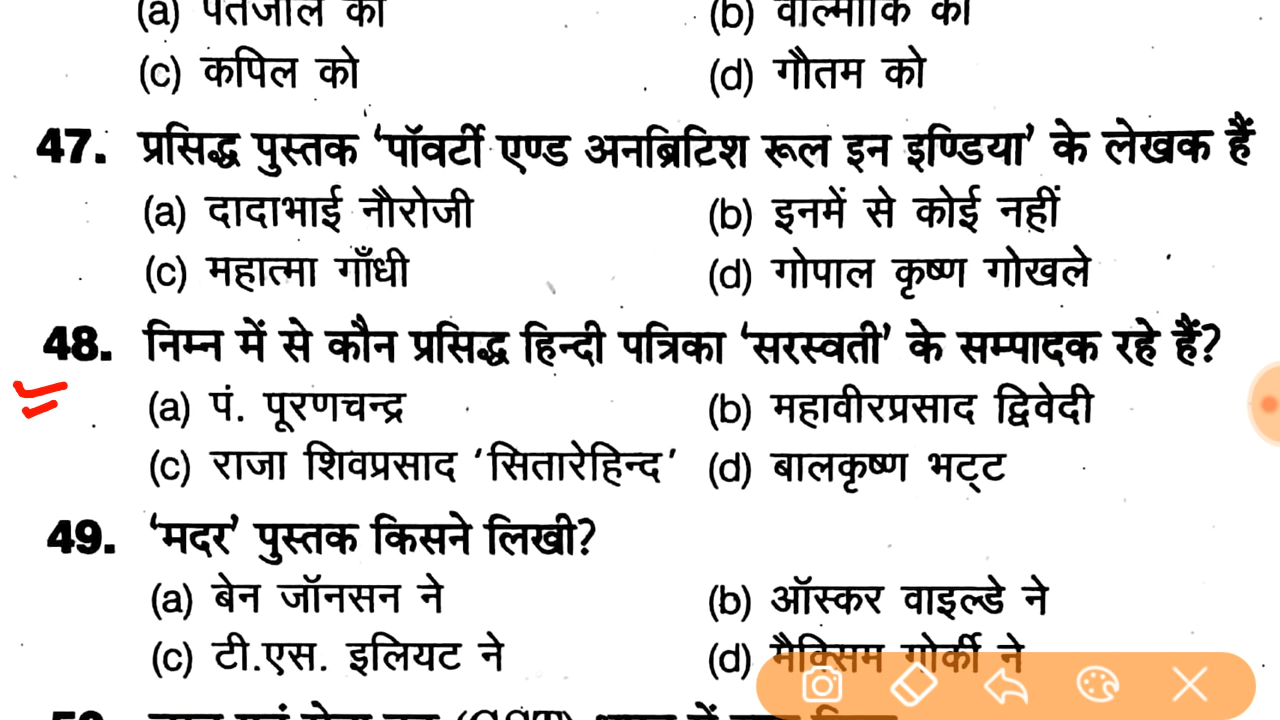 (a) पतंजलि को (b) वाल्मीकि को
(c) कपिल को (d) गौतम को
47. प्रसिद्ध पुस्तक ‘पॉवर्टी एण्ड अनब्रिटिश रूल इन इण्डिया’ के लेखक हैं
(a) दादाभाई नौरोजी (b) इनमें से कोई नहीं
(c) महात्मा गाँधी (d) गोपाल कृष्ण गोखले
48. निम्न में से कौन प्रसिद्ध हिन्दी पत्रिका ‘सरस्वती’ के सम्पादक रहे हैं?
(a) पं. पूरणचन्द्र (b) महावीरप्रसाद द्विवेदी
(c) राजा शिवप्रसाद ‘सितारेहिन्द’ (d) बालकृष्ण भट्ट
49. ‘मदर’ पुस्तक किसने लिखी?
(a) बेन जॉनसन ने (b) ऑस्कर वाइल्डे ने
(c) टी.एस. इलियट ने (d) मैक्सिम गोर्की ने